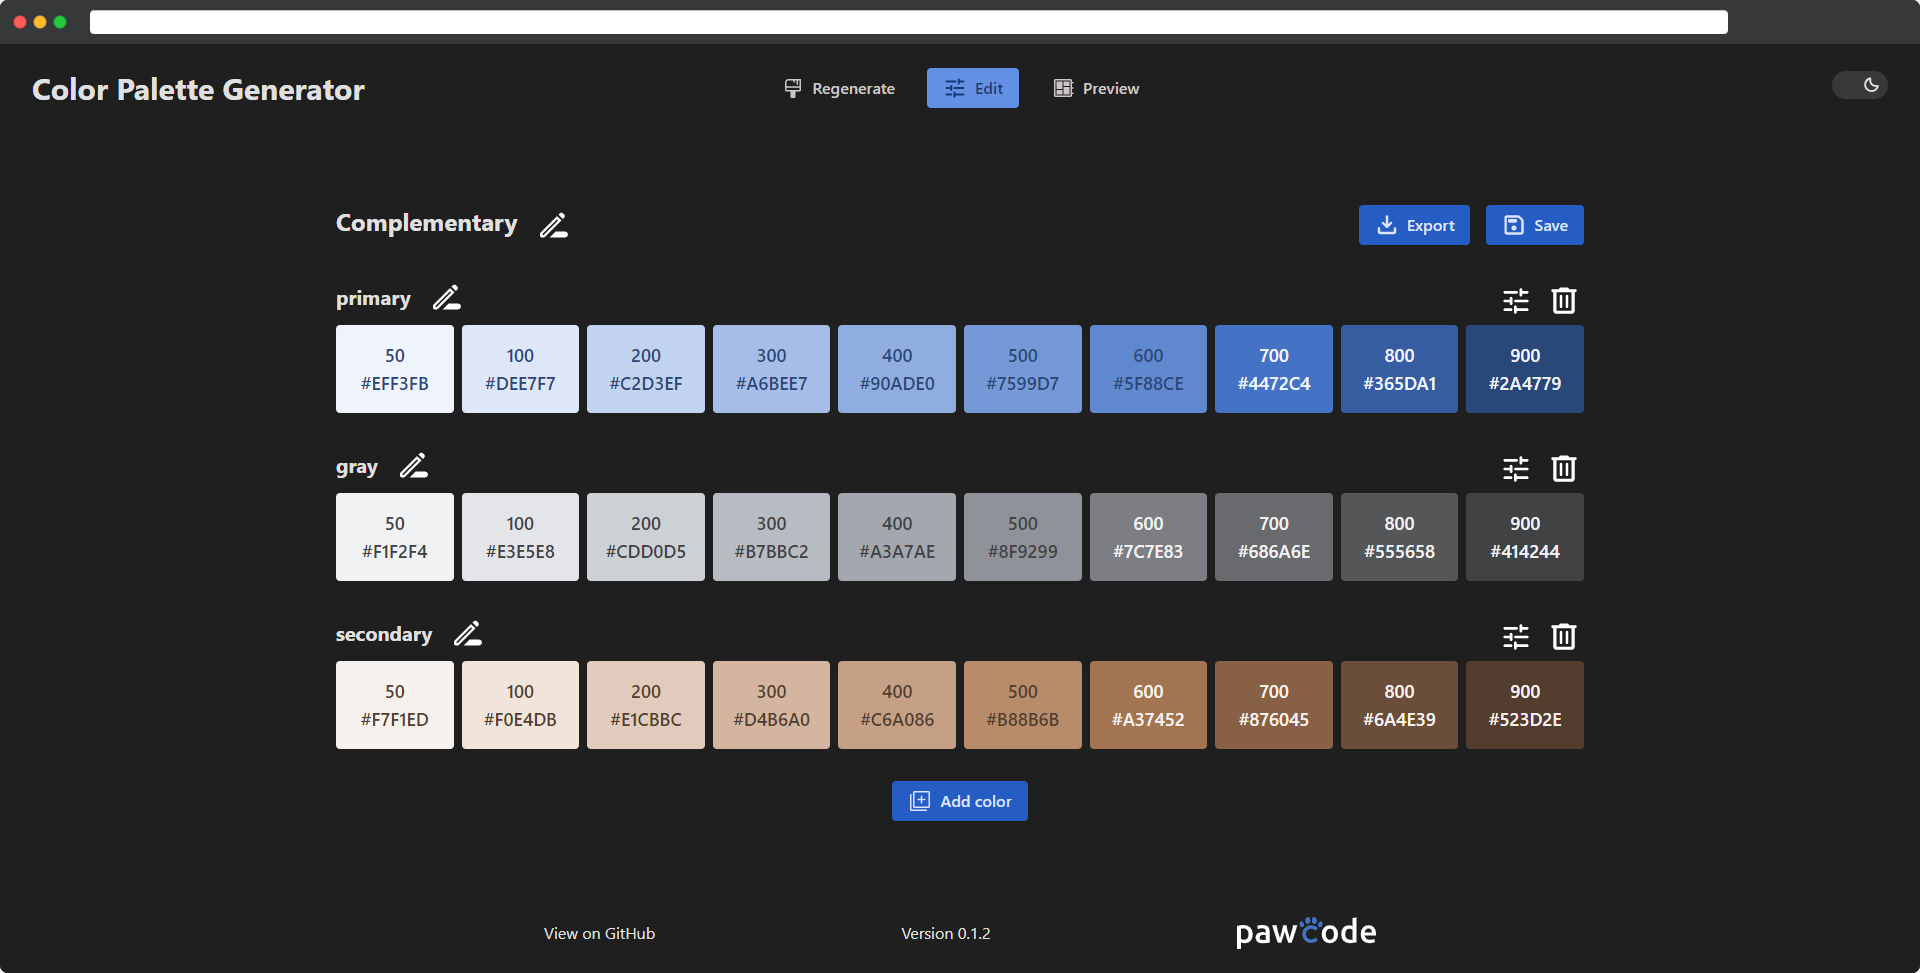 Color Palette Generator
Regenerate
Edit
Preview
Complementary
Export
Save
primary
50 100 200 300 400 500 600 700 800 900
#EFF3FB #DEE7F7 #C2D3EF #A6BEE7 #90ADE0 #7599D7 #5F88CE #4472C4 #365DA1 #2A4779
gray
50 100 200 300 400 500 600 700 800 900
#F1F2F4 #E3E5E8 #CDD0D5 #B7BBC2 #A3A7AE #8F9299 #7C7E83 #686A6E #555658 #414244
secondary
50 100 200 300 400 500 600 700 800 900
#F7F1ED #F0E4DB #E1CBBC #D4B6A0 #C6A086 #B88B6B #A37452 #876045 #6A4E39 #523D2E
Add color
View on GitHub
Version 0.1.2
pawcode